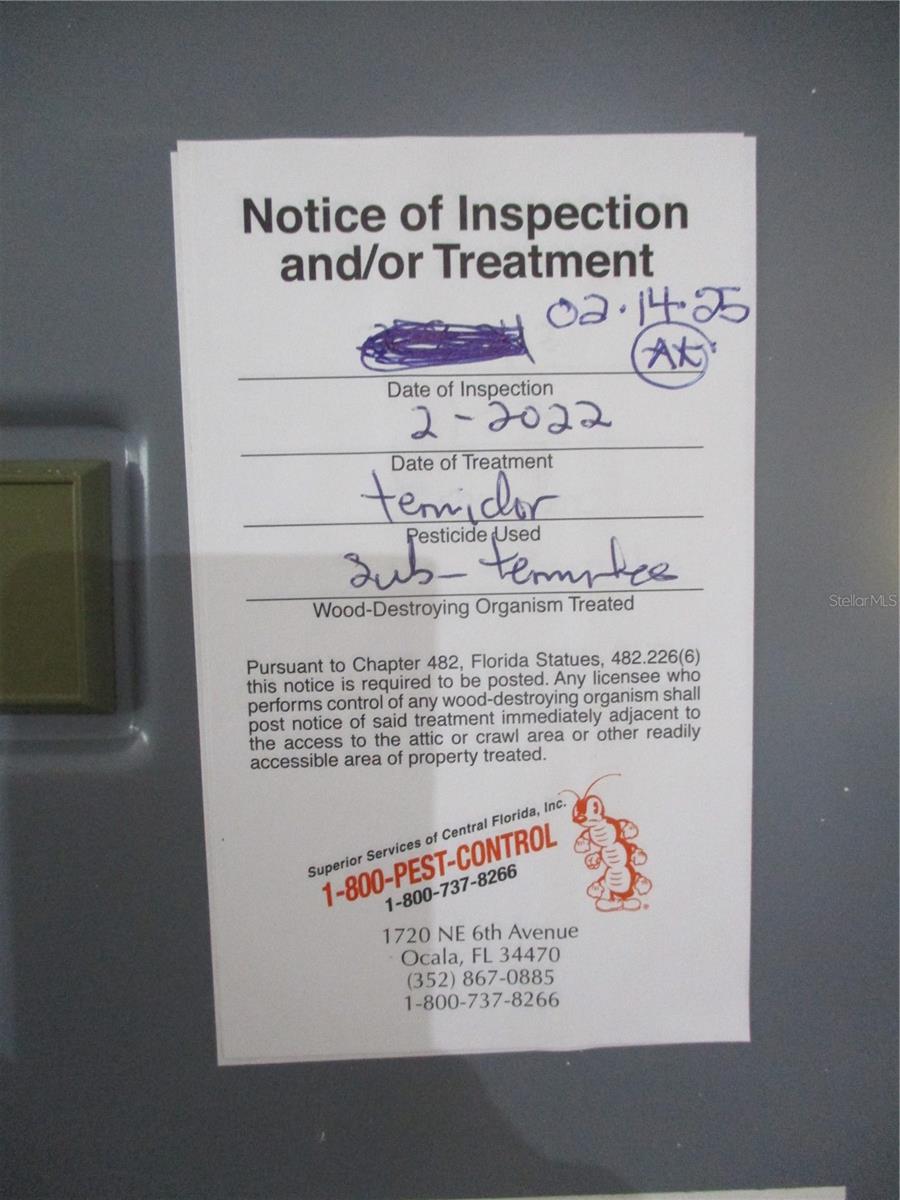 Notice of Inspection
and/or Treatment
02·14·25
AK
Date of Inspection
2-2022
Date of Treatment
termidor
Pesticide Used
Sub-termites
Wood-Destroying Organism Treated
Pursuant to Chapter 482, Florida Statues, 482.226(6)
this notice is required to be posted. Any licensee who
performs control of any wood-destroying organism shall
post notice of said treatment immediately adjacent to
the access to the attic or crawl area or other readily
accessible area of property treated.
Superior Services of Central Florida, Inc.
1-800-PEST-CONTROL
1-800-737-8266
1720 NE 6th Avenue
Ocala, FL 34470
(352) 867-0885
1-800-737-8266
StellarMLS